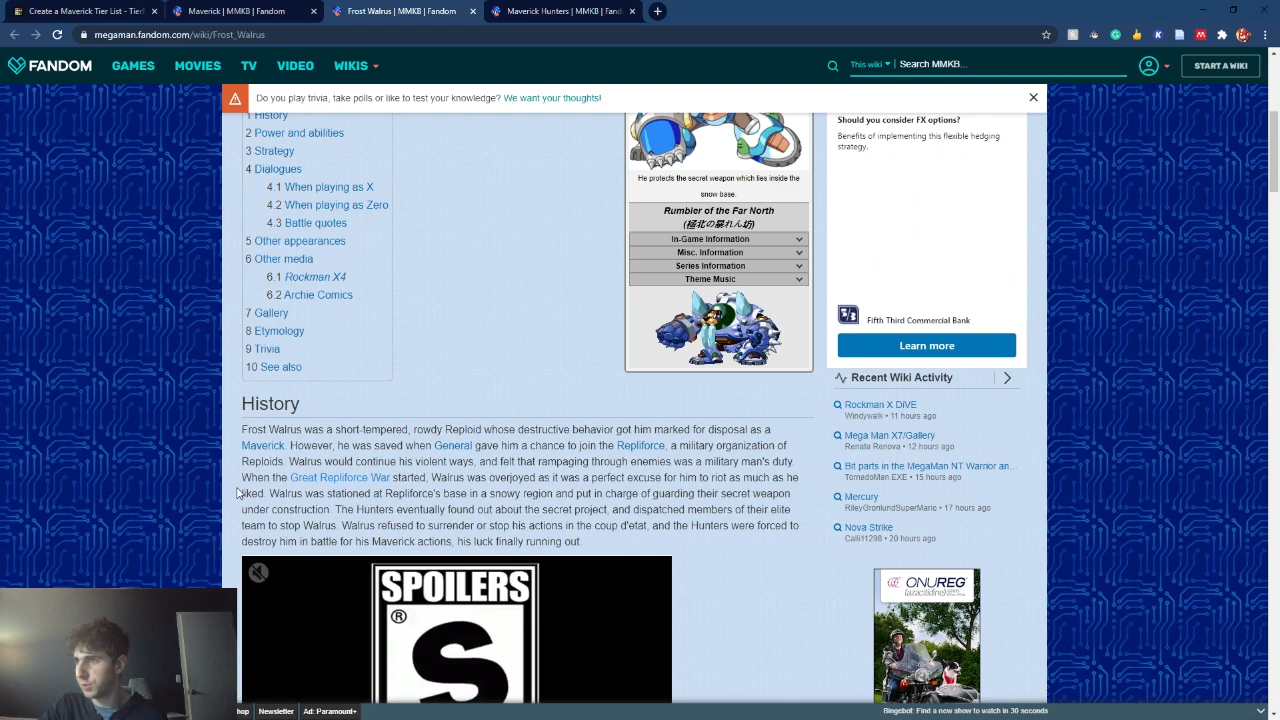 Create a Maverick Tier List - Tier
Maverick Hunters | MMKB | Fandom
Frost Walrus | MMKB | Fandom
Maverick Hunters | MMKB | Fand
megaman.fandom.com/wiki/Frost_Walrus
FANDOM
GAMES
MOVIES
TV
VIDEO
WIKIS
This wiki
Search MMKB...
START A WIKI
Do you play trivia, take polls or like to test your knowledge? We want your thoughts!
1 History
2 Power and abilities
3 Strategy
4 Dialogues
4.1 When playing as X
4.2 When playing as Zero
4.3 Battle quotes
5 Other appearances
6 Other media
6.1 Rockman X4
6.2 Archie Comics
7 Gallery
8 Etymology
9 Trivia
10 See also
He protects the secret weapon which lies inside the
snow base.
Rumbler of the Far North
(極北の暴れん坊)
In-Game Information
Misc. Information
Series Information
Theme Music
Should you consider FX options?
Benefits of implementing this flexible hedging
strategy.
Fifth Third Commercial Bank
Learn more
Recent Wiki Activity
Rockman X DiVE
Windywalk • 11 hours ago
Mega Man X7/Gallery
Renata Renova • 12 hours ago
Bit parts in the MegaMan NT Warrior an...
TornadoMan.EXE • 15 hours ago
Mercury
RileyGronlundSuperMario • 17 hours ago
Nova Strike
Calli11298 • 20 hours ago
History
Frost Walrus was a short-tempered, rowdy Reploid whose destructive behavior got him marked for disposal as a
Maverick. However, he was saved when General gave him a chance to join the Repliforce, a military organization of
Reploids. Walrus would continue his violent ways, and felt that rampaging through enemies was a military man's duty.
When the Great Repliforce War started, Walrus was overjoyed as it was a perfect excuse for him to riot as much as he
liked. Walrus was stationed at Repliforce's base in a snowy region and put in charge of guarding their secret weapon
under construction. The Hunters eventually found out about the secret project, and dispatched members of their elite
team to stop Walrus. Walrus refused to surrender or stop his actions in the coup d'etat, and the Hunters were forced to
destroy him in battle for his Maverick actions, his luck finally running out.
SPOILERS
®
S
ONUREG
(azacitidine)
hop
Newsletter
Ad: Paramount+
Bingebot: Find a new show to watch in 30 seconds